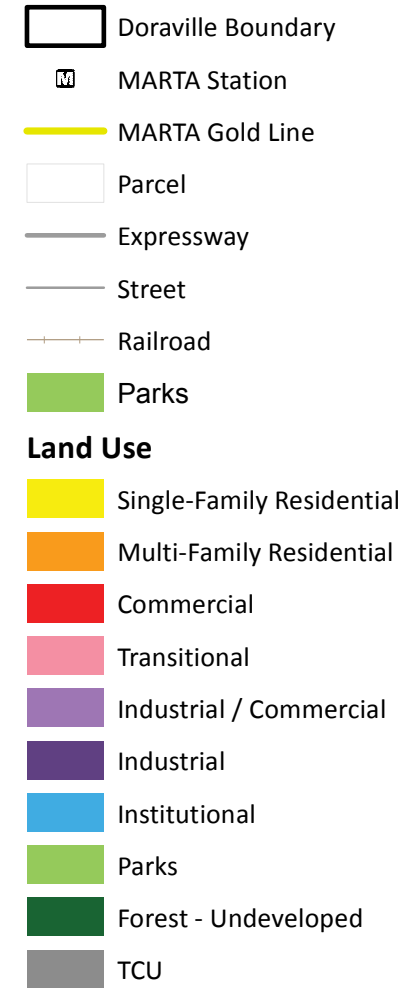 Doraville Boundary
M MARTA Station
MARTA Gold Line
Parcel
Expressway
Street
Railroad
Parks
Land Use
Single-Family Residential
Multi-Family Residential
Commercial
Transitional
Industrial / Commercial
Industrial
Institutional
Parks
Forest - Undeveloped
TCU